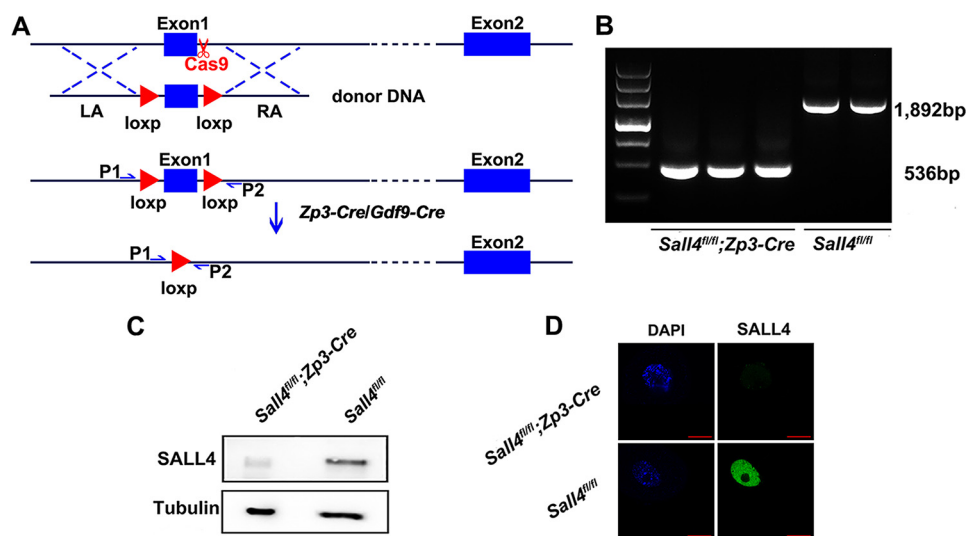 A
Exon1
Exon2
Cas9
LA
loxp
loxp
RA
donor DNA
P1
Exon1
P2
Exon2
loxp
loxp
Zp3-Cre/Gdf9-Cre
P1
P2
Exon2
loxp
B
1,892bp
536bp
Sall4fl/fl;Zp3-Cre
Sall4fl/fl
C
Sall4fl/fl;Zp3-Cre
Sall4fl/fl
SALL4
Tubulin
D
DAPI
SALL4
Sall4fl/fl;Zp3-Cre
Sall4fl/fl